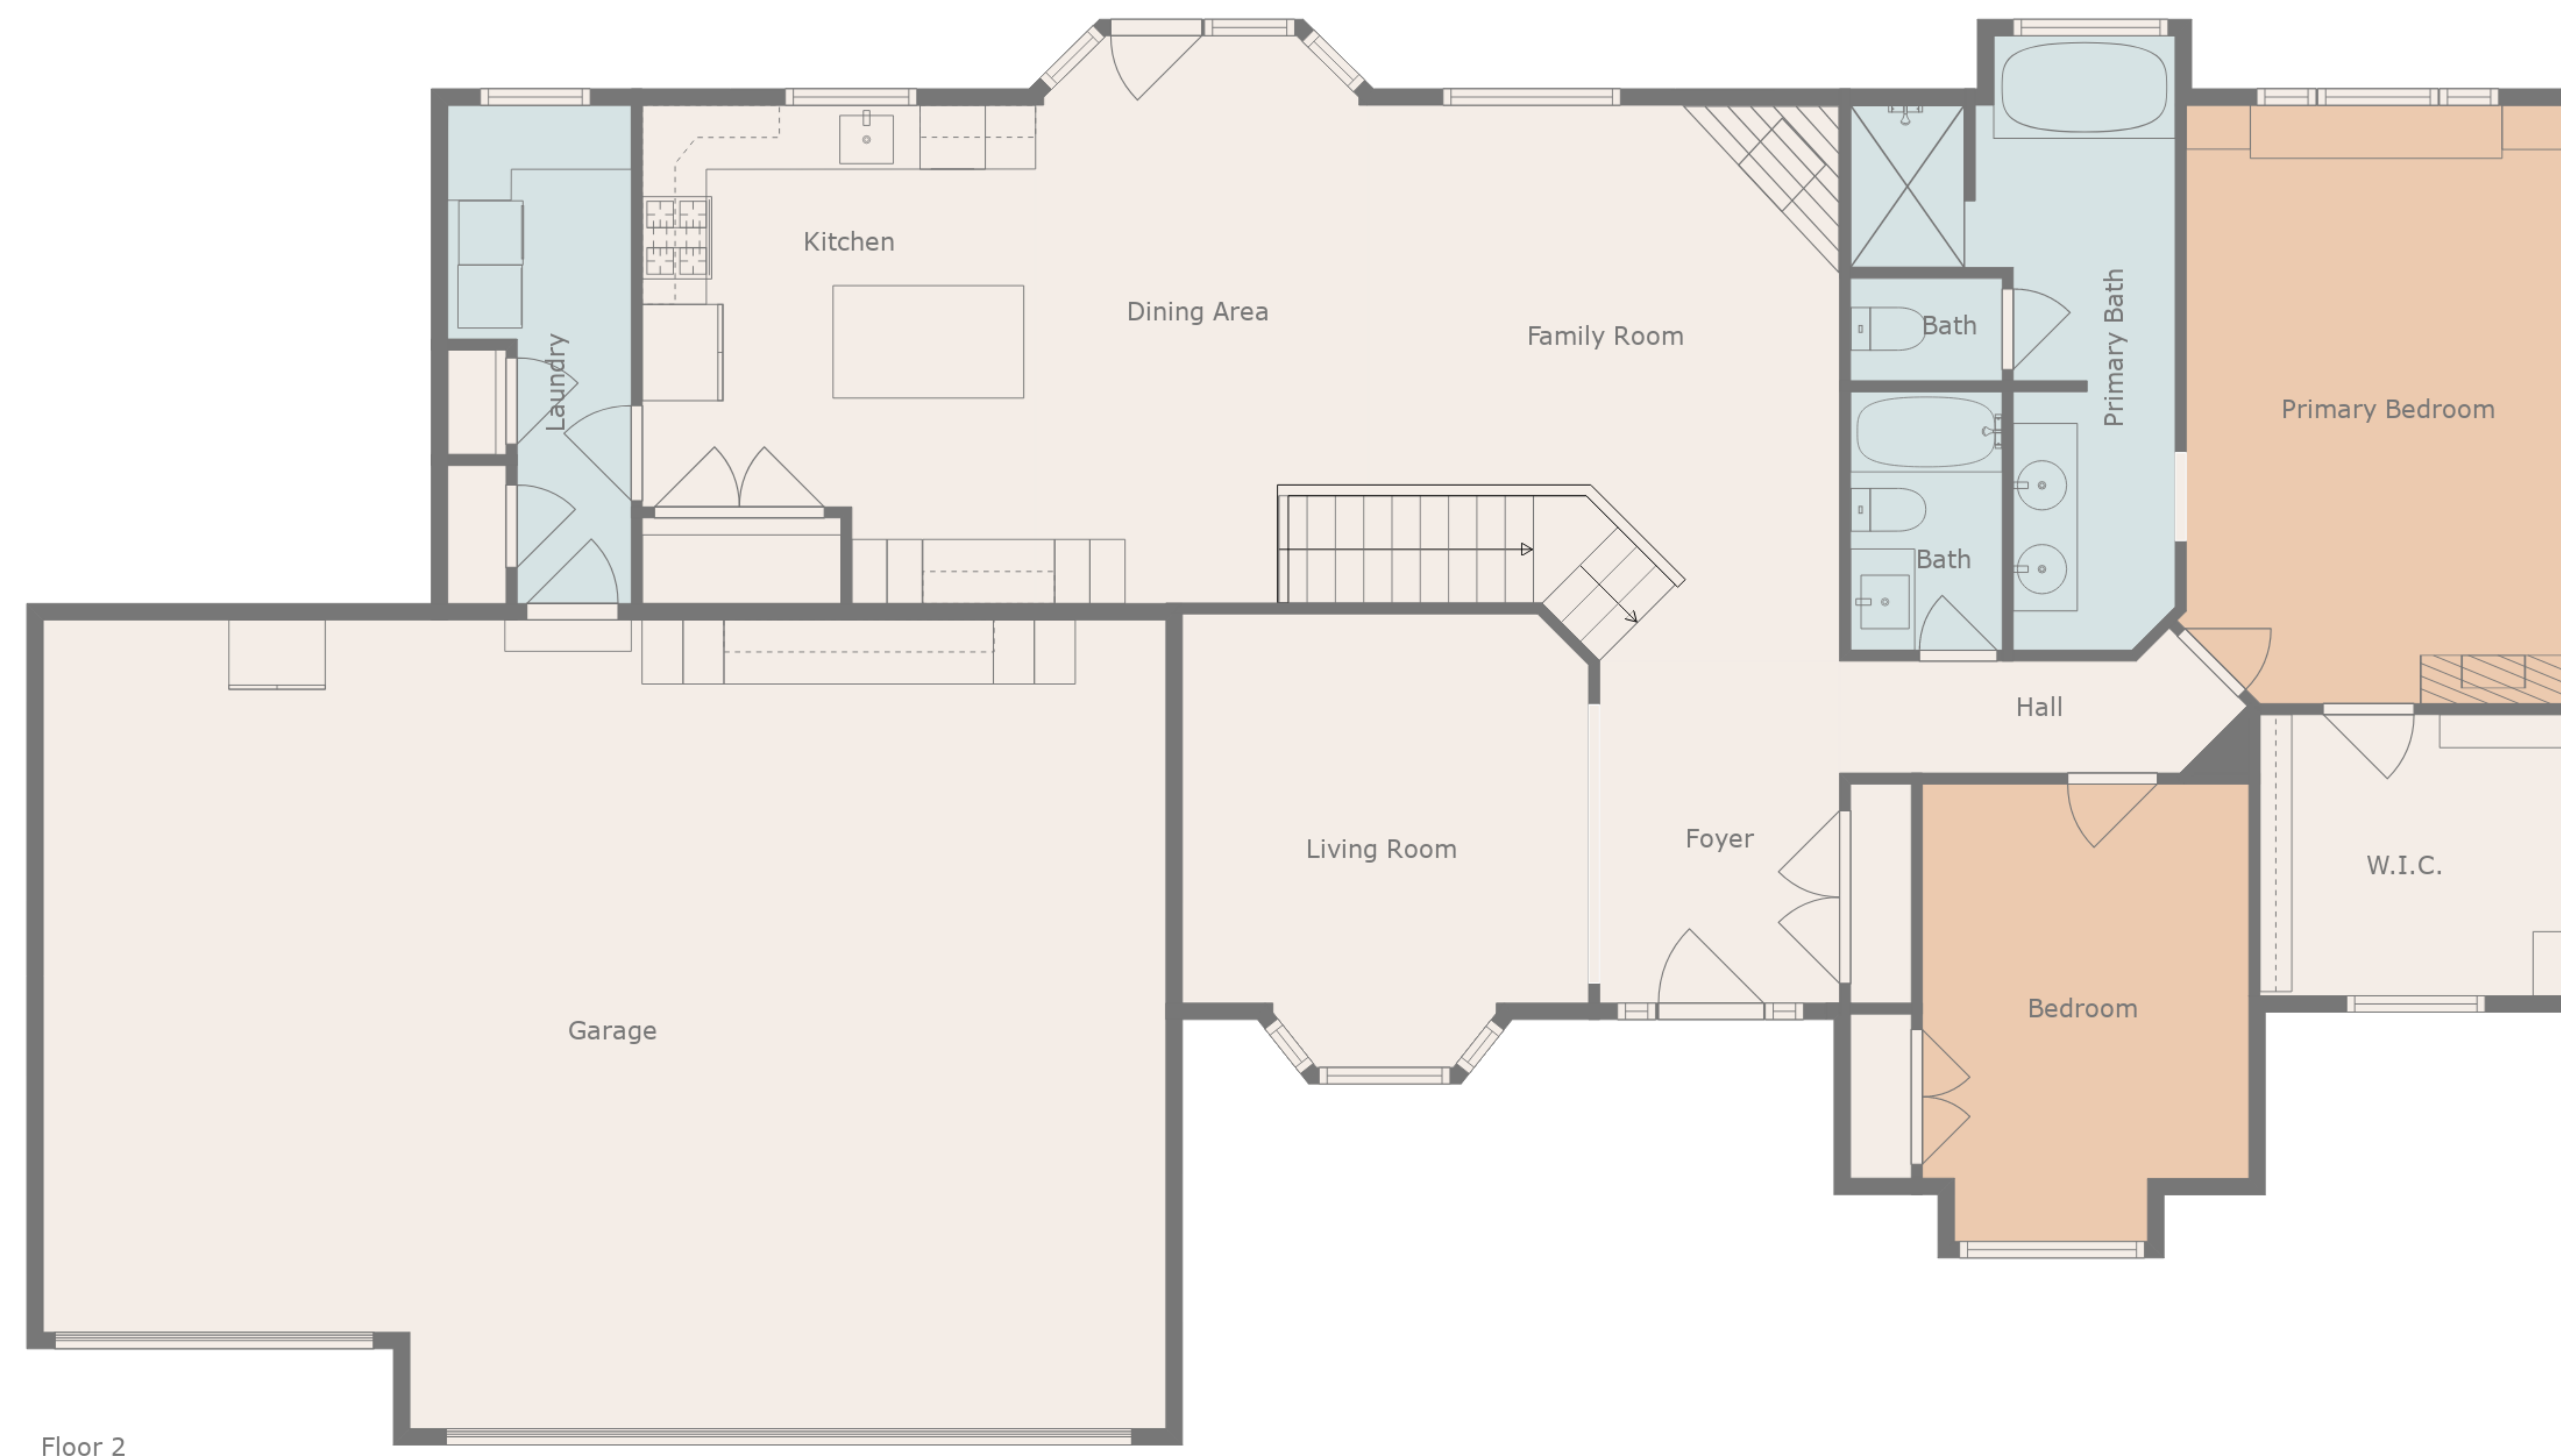 Kitchen
Dining Area
Family Room
Bath
Primary Bath
Laundry
Primary Bedroom
Bath
Hall
Living Room
Foyer
W.I.C.
Bedroom
Garage
Floor 2